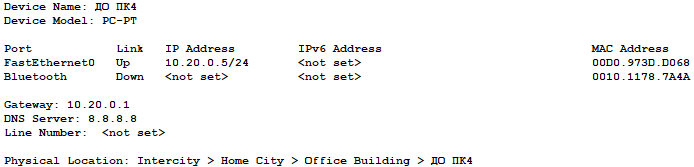 Device Name: ДО ПК4
Device Model: PC-PT
Port Link IP Address IPv6 Address MAC Address
FastEthernet0 Up 10.20.0.5/24 <not set> 00D0.973D.D068
Bluetooth Down <not set> <not set> 0010.1178.7A4A
Gateway: 10.20.0.1
DNS Server: 8.8.8.8
Line Number: <not set>
Physical Location: Intercity > Home City > Office Building > ДО ПК4